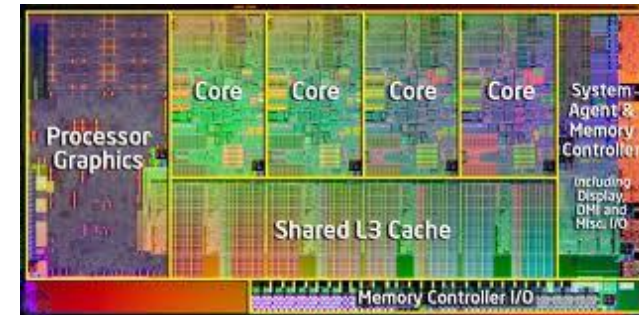 Processor
Graphics
Core
Core
Core
Core
System
Agent &
Memory
Controller
including
Display,
DMI and
Misc. I/O
Shared L3 Cache
Memory Controller I/O